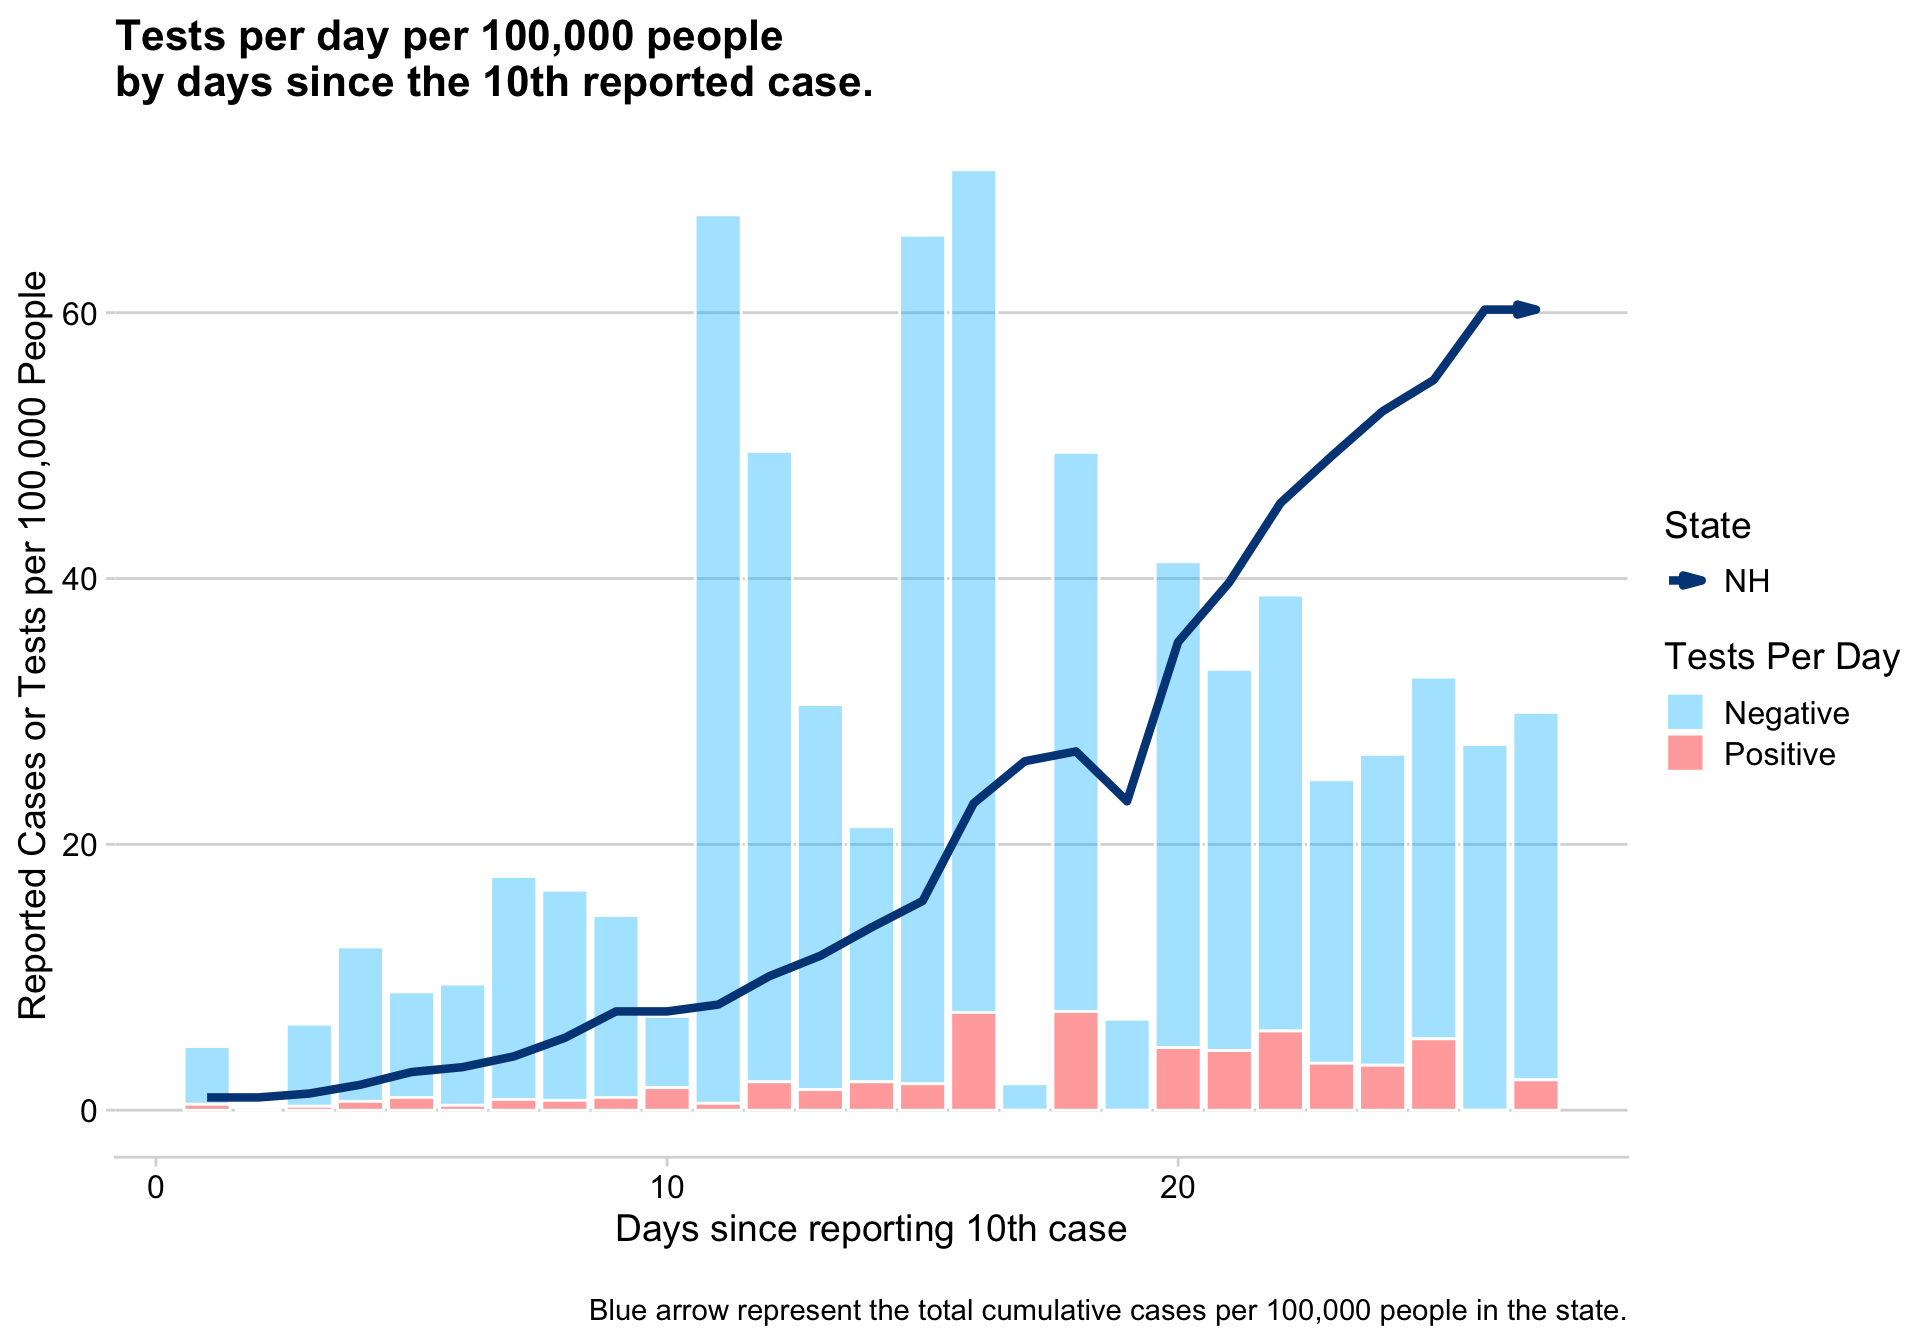 Tests per day per 100,000 people
by days since the 10th reported case.
Reported Cases or Tests per 100,000 People
60
40
20
0
0
10
20
Days since reporting 10th case
State
NH
Tests Per Day
Negative
Positive
Blue arrow represent the total cumulative cases per 100,000 people in the state.